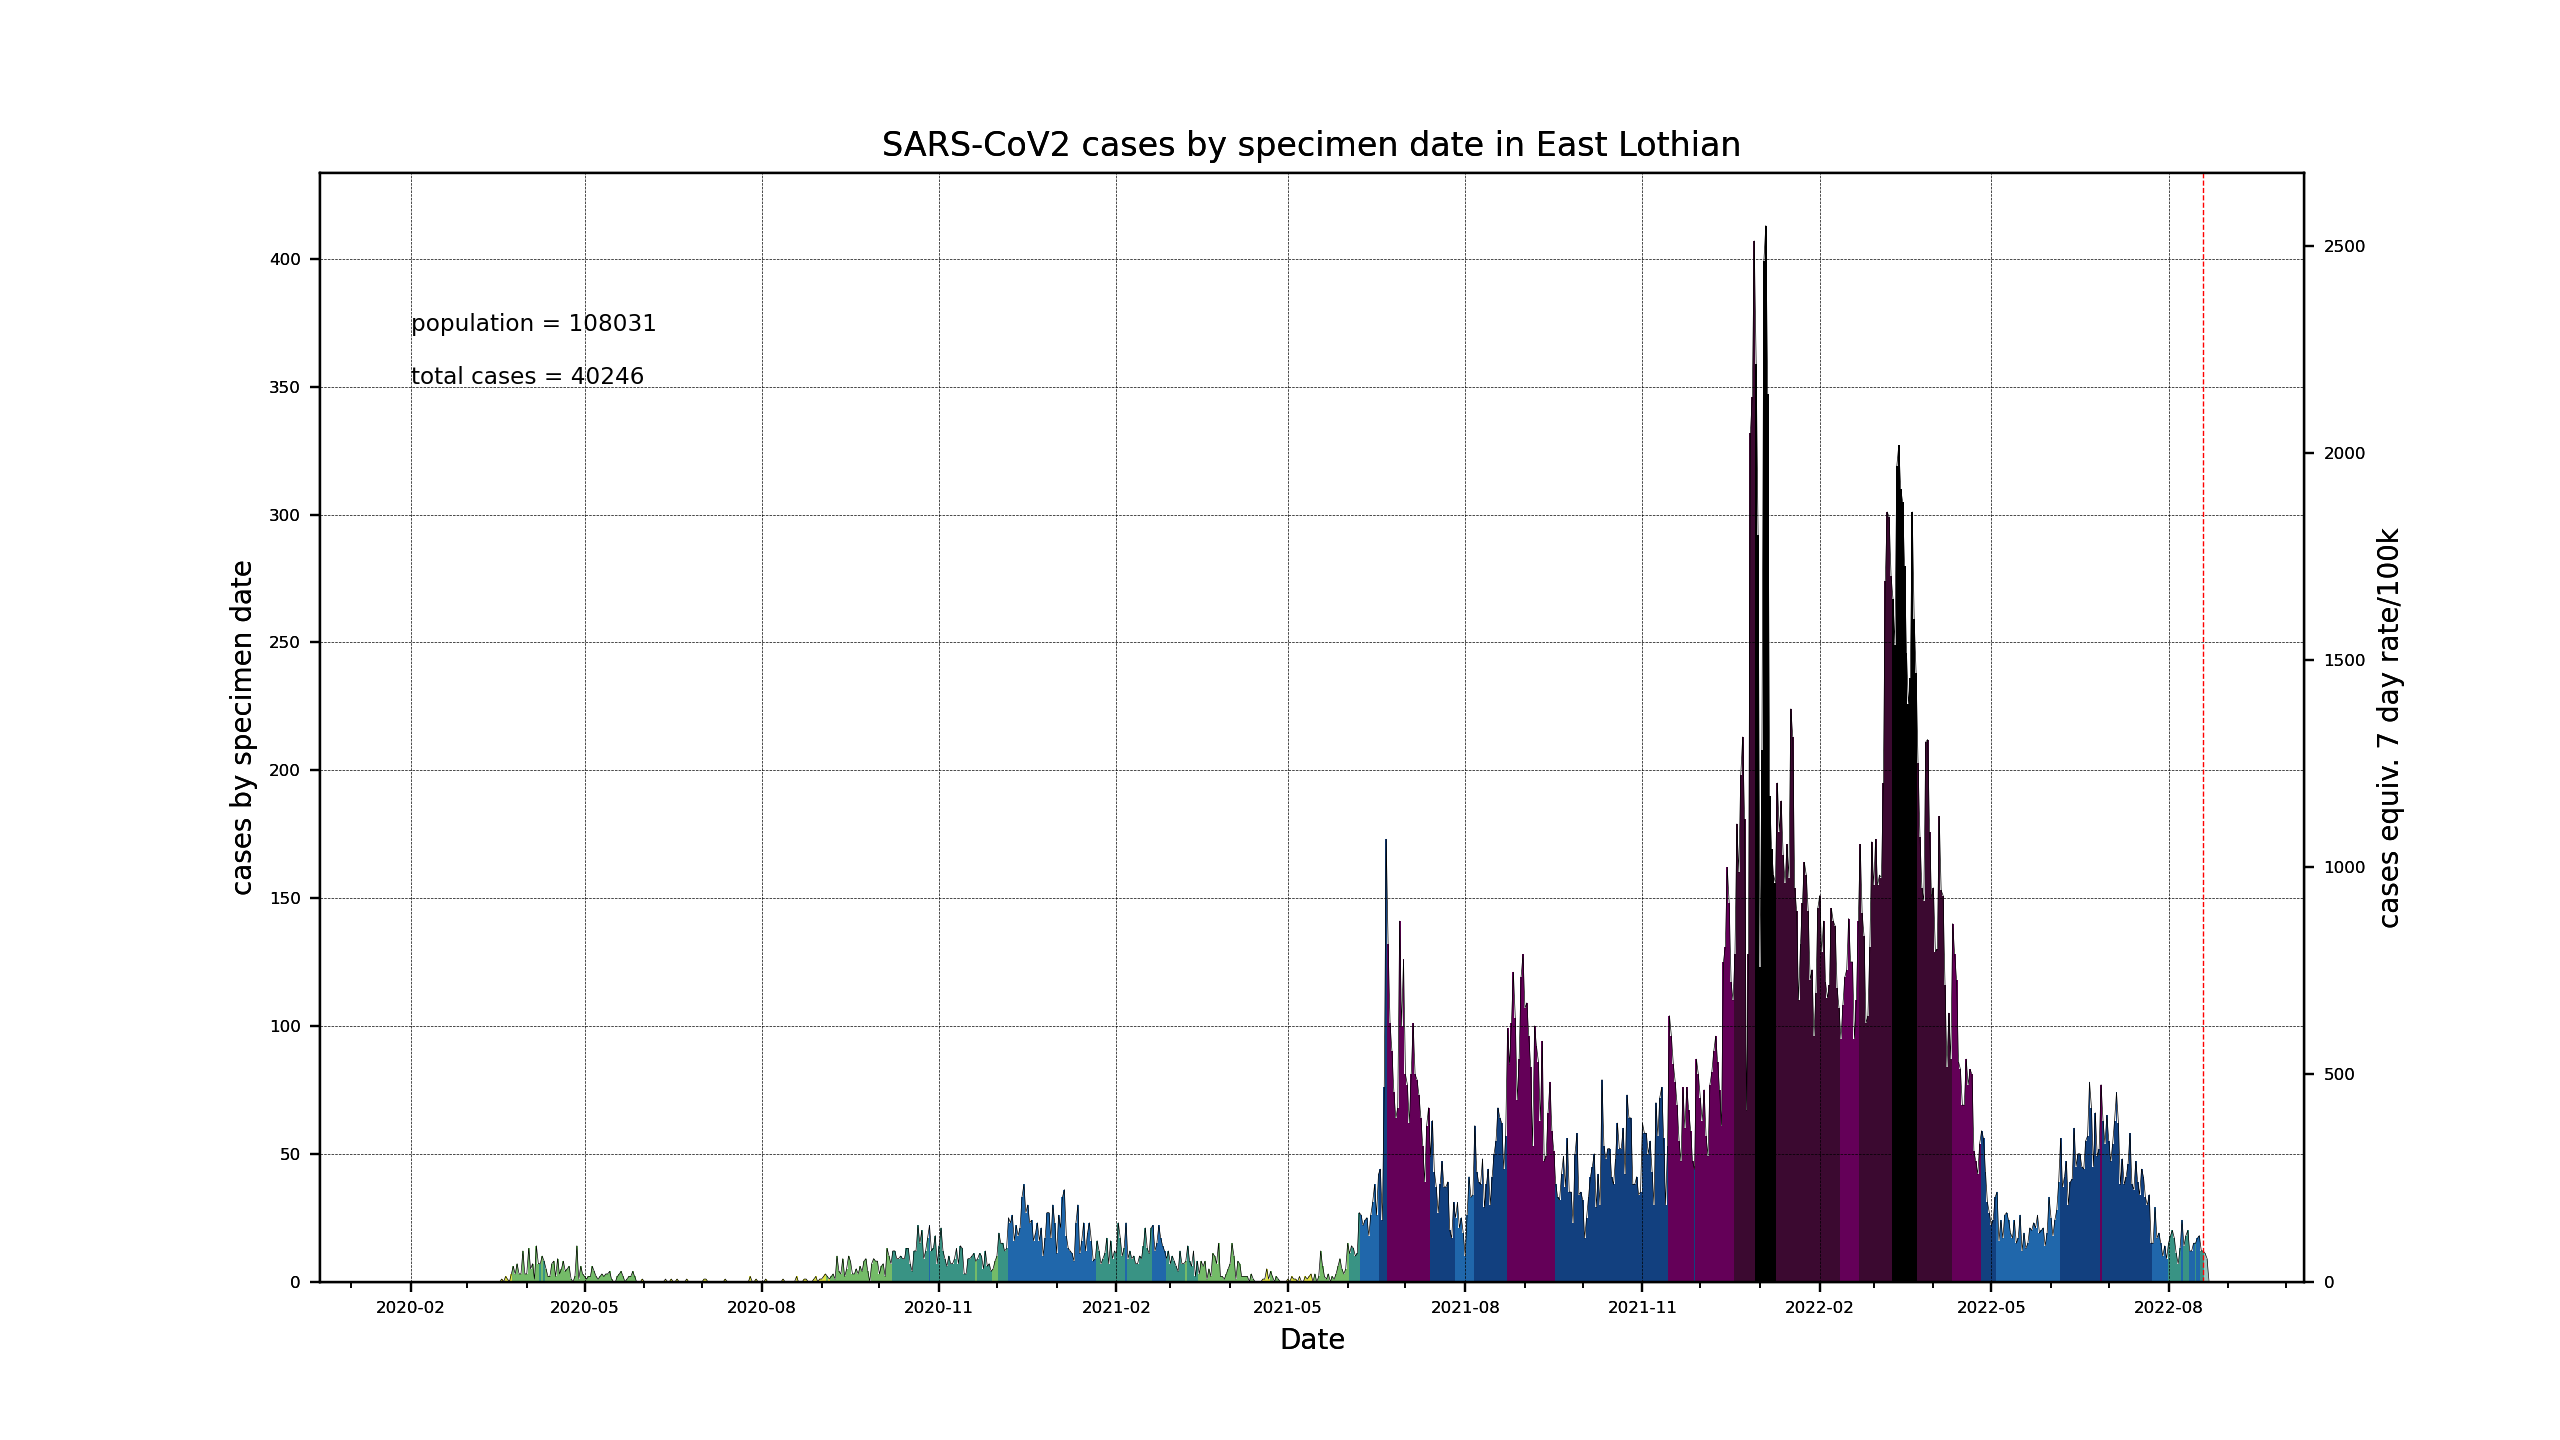 SARS-CoV2 cases by specimen date in East Lothian
population = 108031
total cases = 40246
cases by specimen date
400
350
300
250
200
150
100
50
0
cases equiv. 7 day rate/100k
2500
2000
1500
1000
500
0
2020-02 2020-05 2020-08 2020-11 2021-02 2021-05 2021-08 2021-11 2022-02 2022-05 2022-08
Date